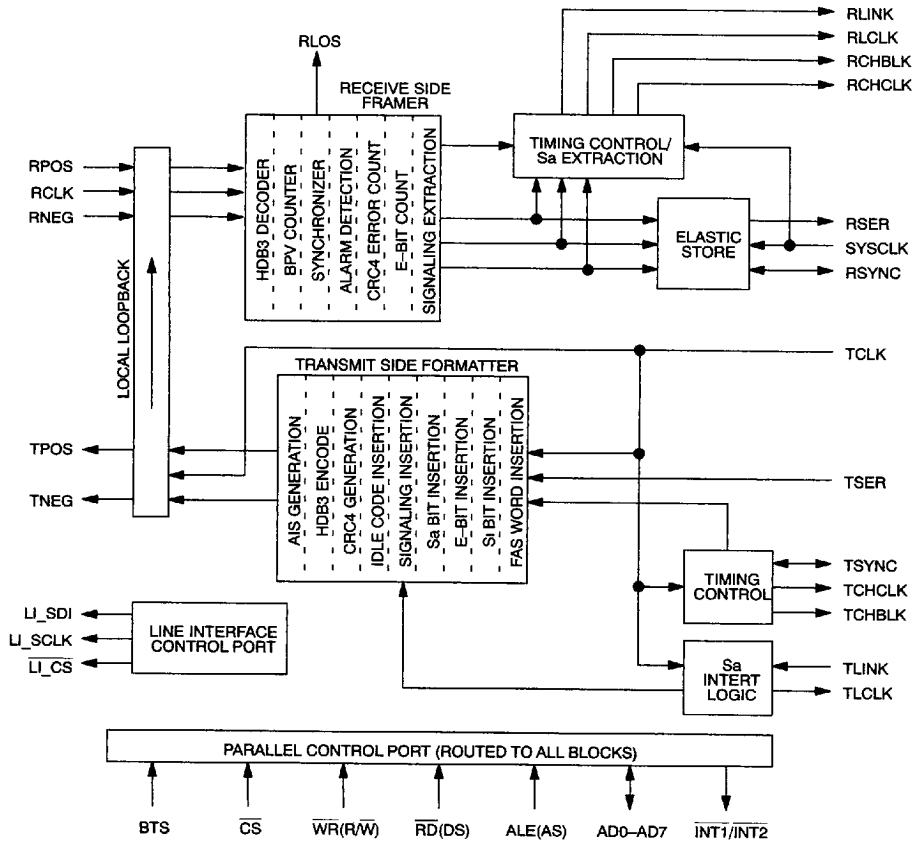 RLINK
RLCLK
RCHBLK
RCHCLK
RLOS
RECEIVE SIDE
FRAMER
TIMING CONTROL/
Sa EXTRACTION
RPOS
RCLK
RNEG
HDB3 DECODER
BPV COUNTER
SYNCHRONIZER
ALARM DETECTION
CRC4 ERROR COUNT
E-BIT COUNT
SIGNALING EXTRACTION
ELASTIC
STORE
RSER
SYSCLK
RSYNC
LOCAL LOOPBACK
TCLK
TRANSMIT SIDE FORMATTER
TPOS
TNEG
AIS GENERATION
HDB3 ENCODE
CRC4 GENERATION
IDLE CODE INSERTION
SIGNALING INSERTION
Sa BIT INSERTION
E-BIT INSERTION
Si BIT INSERTION
FAS WORD INSERTION
TSER
TIMING
CONTROL
TSYNC
TCHCLK
TCHBLK
LI_SDI
LI_SCLK
LI_CS
LINE INTERFACE
CONTROL PORT
Sa
INTERT
LOGIC
TLINK
TLCLK
PARALLEL CONTROL PORT (ROUTED TO ALL BLOCKS)
BTS
CS
WR(R/W)
RD(DS)
ALE(AS)
AD0-AD7
INT1/INT2